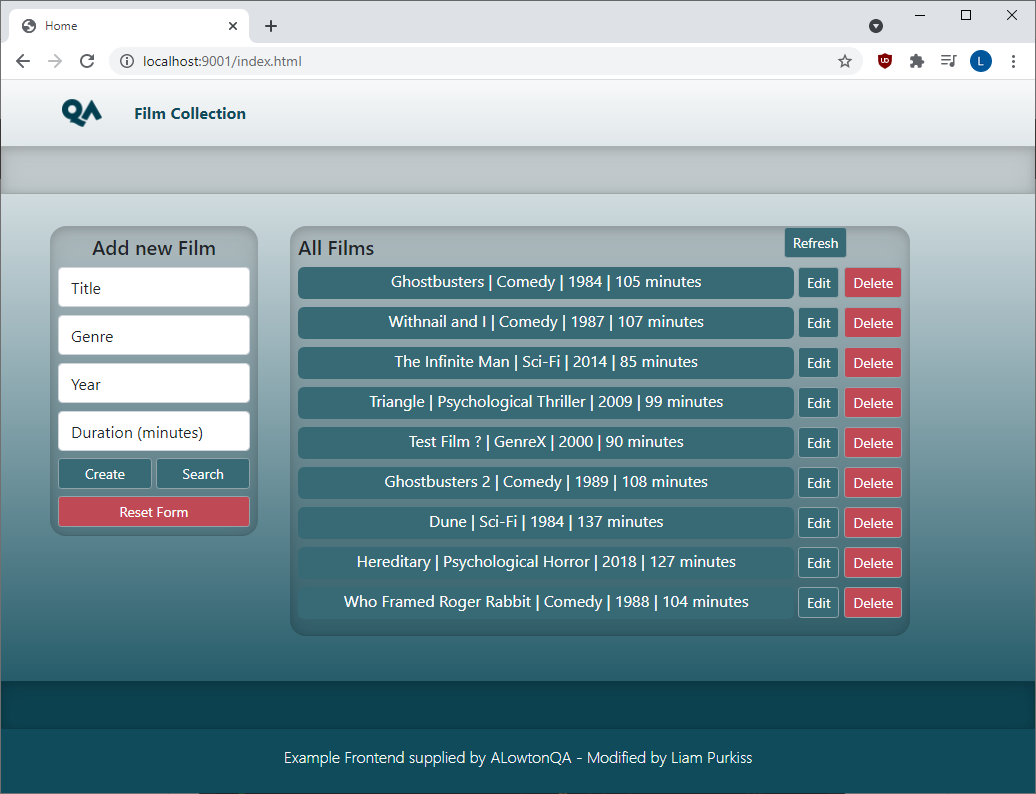 Home
localhost:9001/index.html
L
QA
Film Collection
Add new Film
Title
Genre
Year
Duration (minutes)
Create
Search
Reset Form
All Films
Refresh
Ghostbusters | Comedy | 1984 | 105 minutes
Edit
Delete
Withnail and I | Comedy | 1987 | 107 minutes
Edit
Delete
The Infinite Man | Sci-Fi | 2014 | 85 minutes
Edit
Delete
Triangle | Psychological Thriller | 2009 | 99 minutes
Edit
Delete
Test Film ? | GenreX | 2000 | 90 minutes
Edit
Delete
Ghostbusters 2 | Comedy | 1989 | 108 minutes
Edit
Delete
Dune | Sci-Fi | 1984 | 137 minutes
Edit
Delete
Hereditary | Psychological Horror | 2018 | 127 minutes
Edit
Delete
Who Framed Roger Rabbit | Comedy | 1988 | 104 minutes
Edit
Delete
Example Frontend supplied by ALowtonQA - Modified by Liam Purkiss